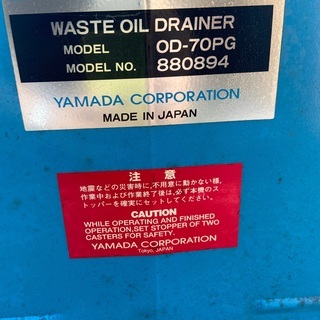 WASTE OIL DRAINER
MODEL OD-70PG
MODEL NO. 880894
YAMADA CORPORATION
MADE IN JAPAN
注意
地震などの災害時に,不用意に動かない様,
作業中および作業終了後は,必ず本機のス
トッパーを確実にセットしてください。
CAUTION
WHILE OPERATING AND FINISHED
OPERATION,SET STOPPER OF TWO
CASTERS FOR SAFETY.
YAMADA CORPORATION
Tokyo, JAPAN